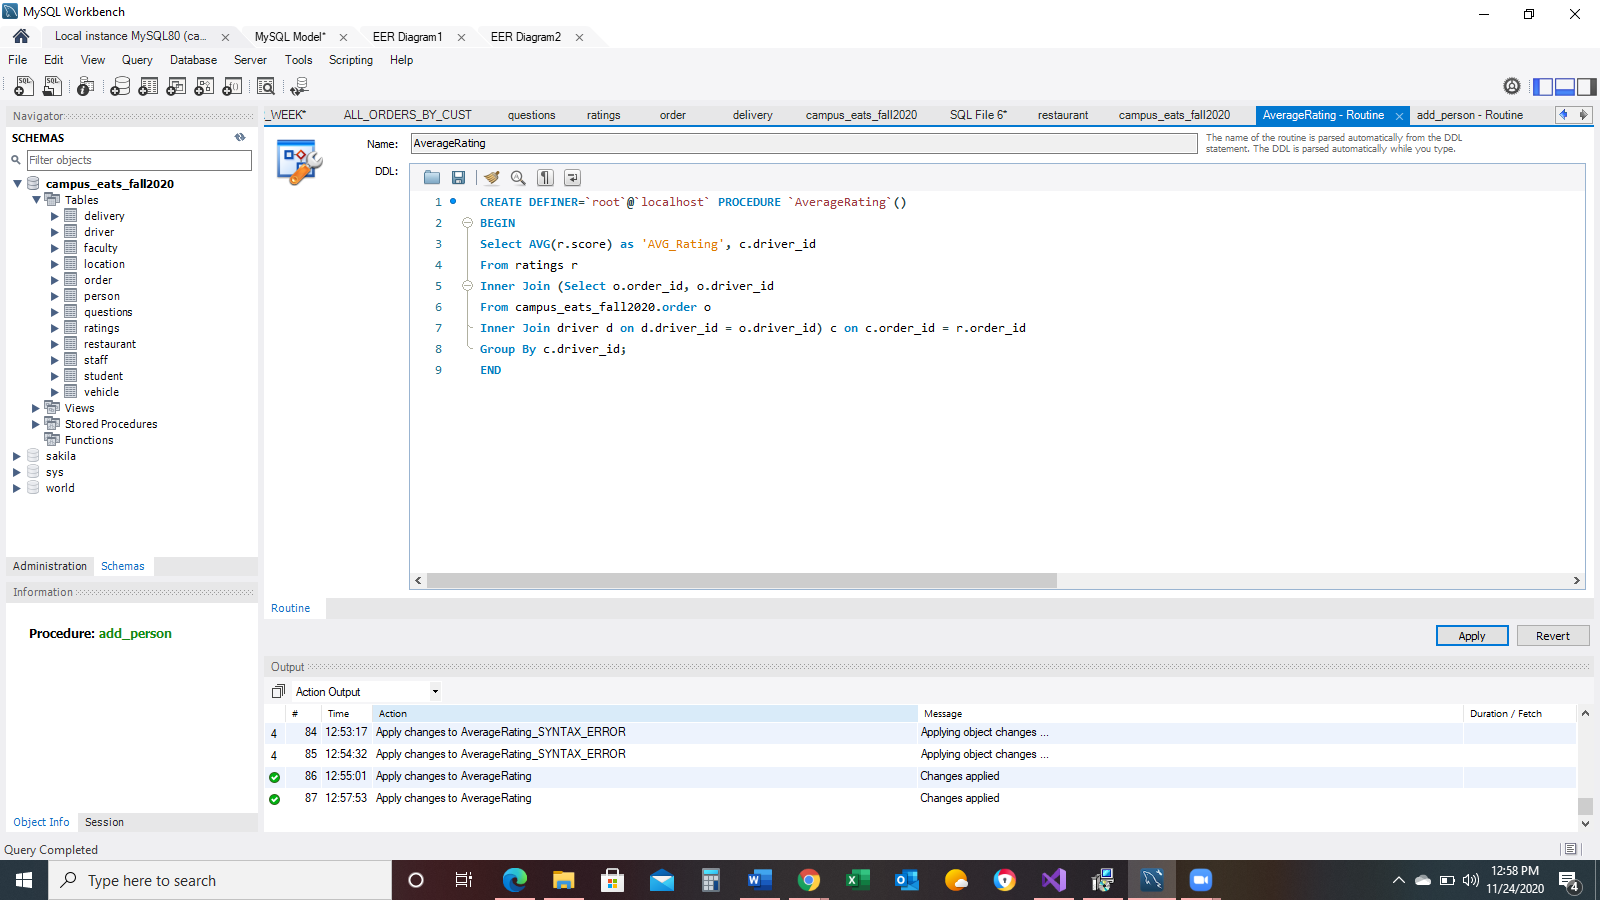 MySQL Workbench
Local instance MySQL80 (ca...
MySQL Model*
EER Diagram1
EER Diagram2
File Edit View Query Database Server Tools Scripting Help
Navigator
SCHEMAS
Filter objects
campus_eats_fall2020
Tables
delivery
driver
faculty
location
order
person
questions
ratings
restaurant
staff
student
vehicle
Views
Stored Procedures
Functions
sakila
sys
world
Administration Schemas
Information
Procedure: add_person
Object Info Session
_WEEK* ALL_ORDERS_BY_CUST questions ratings order delivery campus_eats_fall2020 SQL File 6* restaurant campus_eats_fall2020 AverageRating - Routine add_person - Routine
Name: AverageRating
The name of the routine is parsed automatically from the DDL
statement. The DDL is parsed automatically while you type.
DDL:
1 CREATE DEFINER=`root`@`localhost` PROCEDURE `AverageRating`()
2 BEGIN
3 Select AVG(r.score) as 'AVG_Rating', c.driver_id
4 From ratings r
5 Inner Join (Select o.order_id, o.driver_id
6 From campus_eats_fall2020.order o
7 Inner Join driver d on d.driver_id = o.driver_id) c on c.order_id = r.order_id
8 Group By c.driver_id;
9 END
Routine
Apply Revert
Output
Action Output
# Time Action Message Duration / Fetch
4 84 12:53:17 Apply changes to AverageRating_SYNTAX_ERROR Applying object changes ...
4 85 12:54:32 Apply changes to AverageRating_SYNTAX_ERROR Applying object changes ...
86 12:55:01 Apply changes to AverageRating Changes applied
87 12:57:53 Apply changes to AverageRating Changes applied
Query Completed
Type here to search
12:58 PM
11/24/2020
4